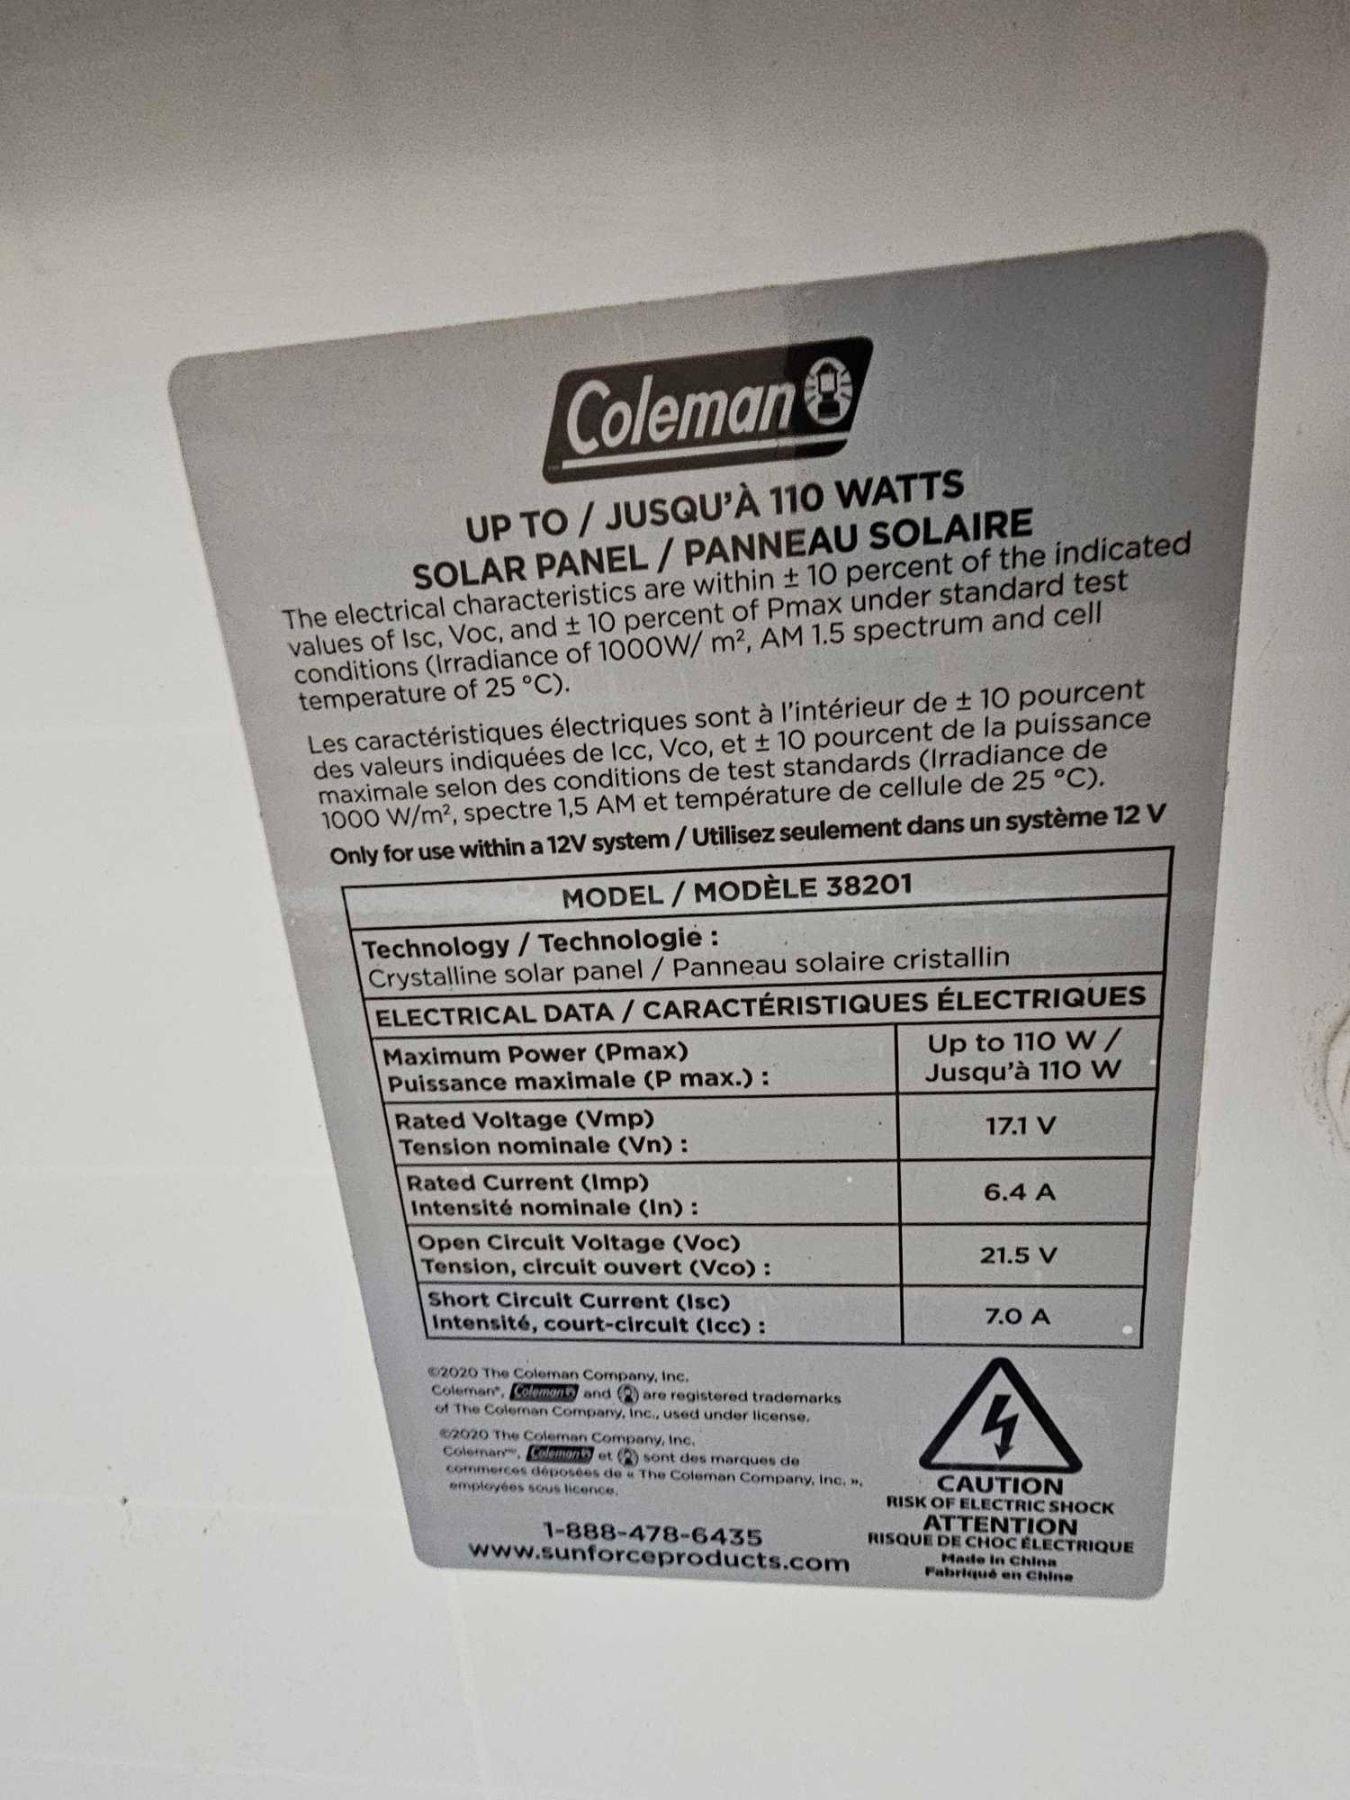 Coleman
UP TO / JUSQU'À 110 WATTS
SOLAR PANEL / PANNEAU SOLAIRE
The electrical characteristics are within ± 10 percent of the indicated
values of Isc, Voc, and ± 10 percent of Pmax under standard test
conditions (Irradiance of 1000W/ m², AM 1.5 spectrum and cell
temperature of 25 °C).
Les caractéristiques électriques sont à l'intérieur de ± 10 pourcent
des valeurs indiquées de Icc, Vco, et ± 10 pourcent de la puissance
maximale selon des conditions de test standards (Irradiance de
1000 W/m², spectre 1,5 AM et température de cellule de 25 °C).
Only for use within a 12V system / Utilisez seulement dans un système 12 V
MODEL / MODÈLE 38201
Technology / Technologie :
Crystalline solar panel / Panneau solaire cristallin
ELECTRICAL DATA / CARACTÉRISTIQUES ÉLECTRIQUES
Maximum Power (Pmax)
Puissance maximale (P max.) :
Up to 110 W /
Jusqu'à 110 W
Rated Voltage (Vmp)
Tension nominale (Vn) :
17.1 V
Rated Current (Imp)
Intensité nominale (In) :
6.4 A
Open Circuit Voltage (Voc)
Tension, circuit ouvert (Vco) :
21.5 V
Short Circuit Current (Isc)
Intensité, court-circuit (Icc) :
7.0 A
©2020 The Coleman Company, Inc.
Coleman®, Coleman and are registered trademarks
of The Coleman Company, Inc., used under license.
©2020 The Coleman Company, Inc.
Coleman™, Coleman et sont des marques de
commerces déposées de « The Coleman Company, Inc. »,
employées sous licence.
1-888-478-6435
www.sunforceproducts.com
CAUTION
RISK OF ELECTRIC SHOCK
ATTENTION
RISQUE DE CHOC ÉLECTRIQUE
Made in China
Fabriqué en Chine